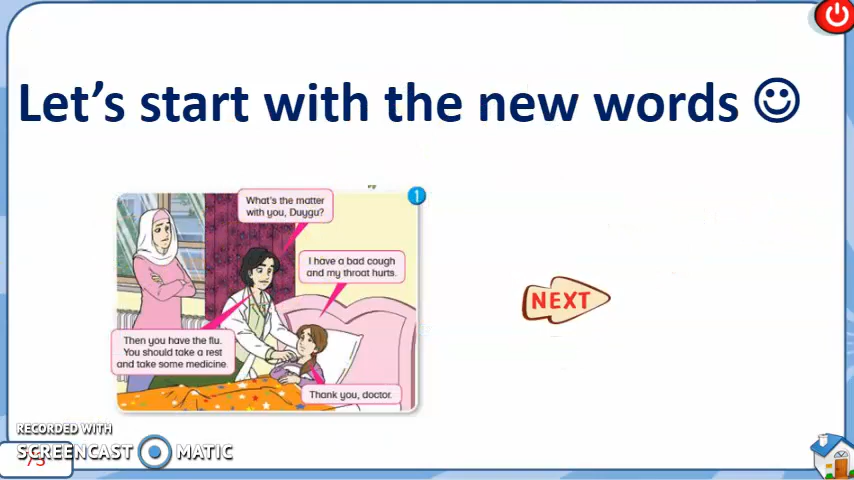 Let's start with the new words
1
What's the matter
with you, Duygu?
I have a bad cough
and my throat hurts.
Then you have the flu.
You should take a rest
and take some medicine.
Thank you, doctor.
NEXT
RECORDED WITH
SCREENCAST MATIC